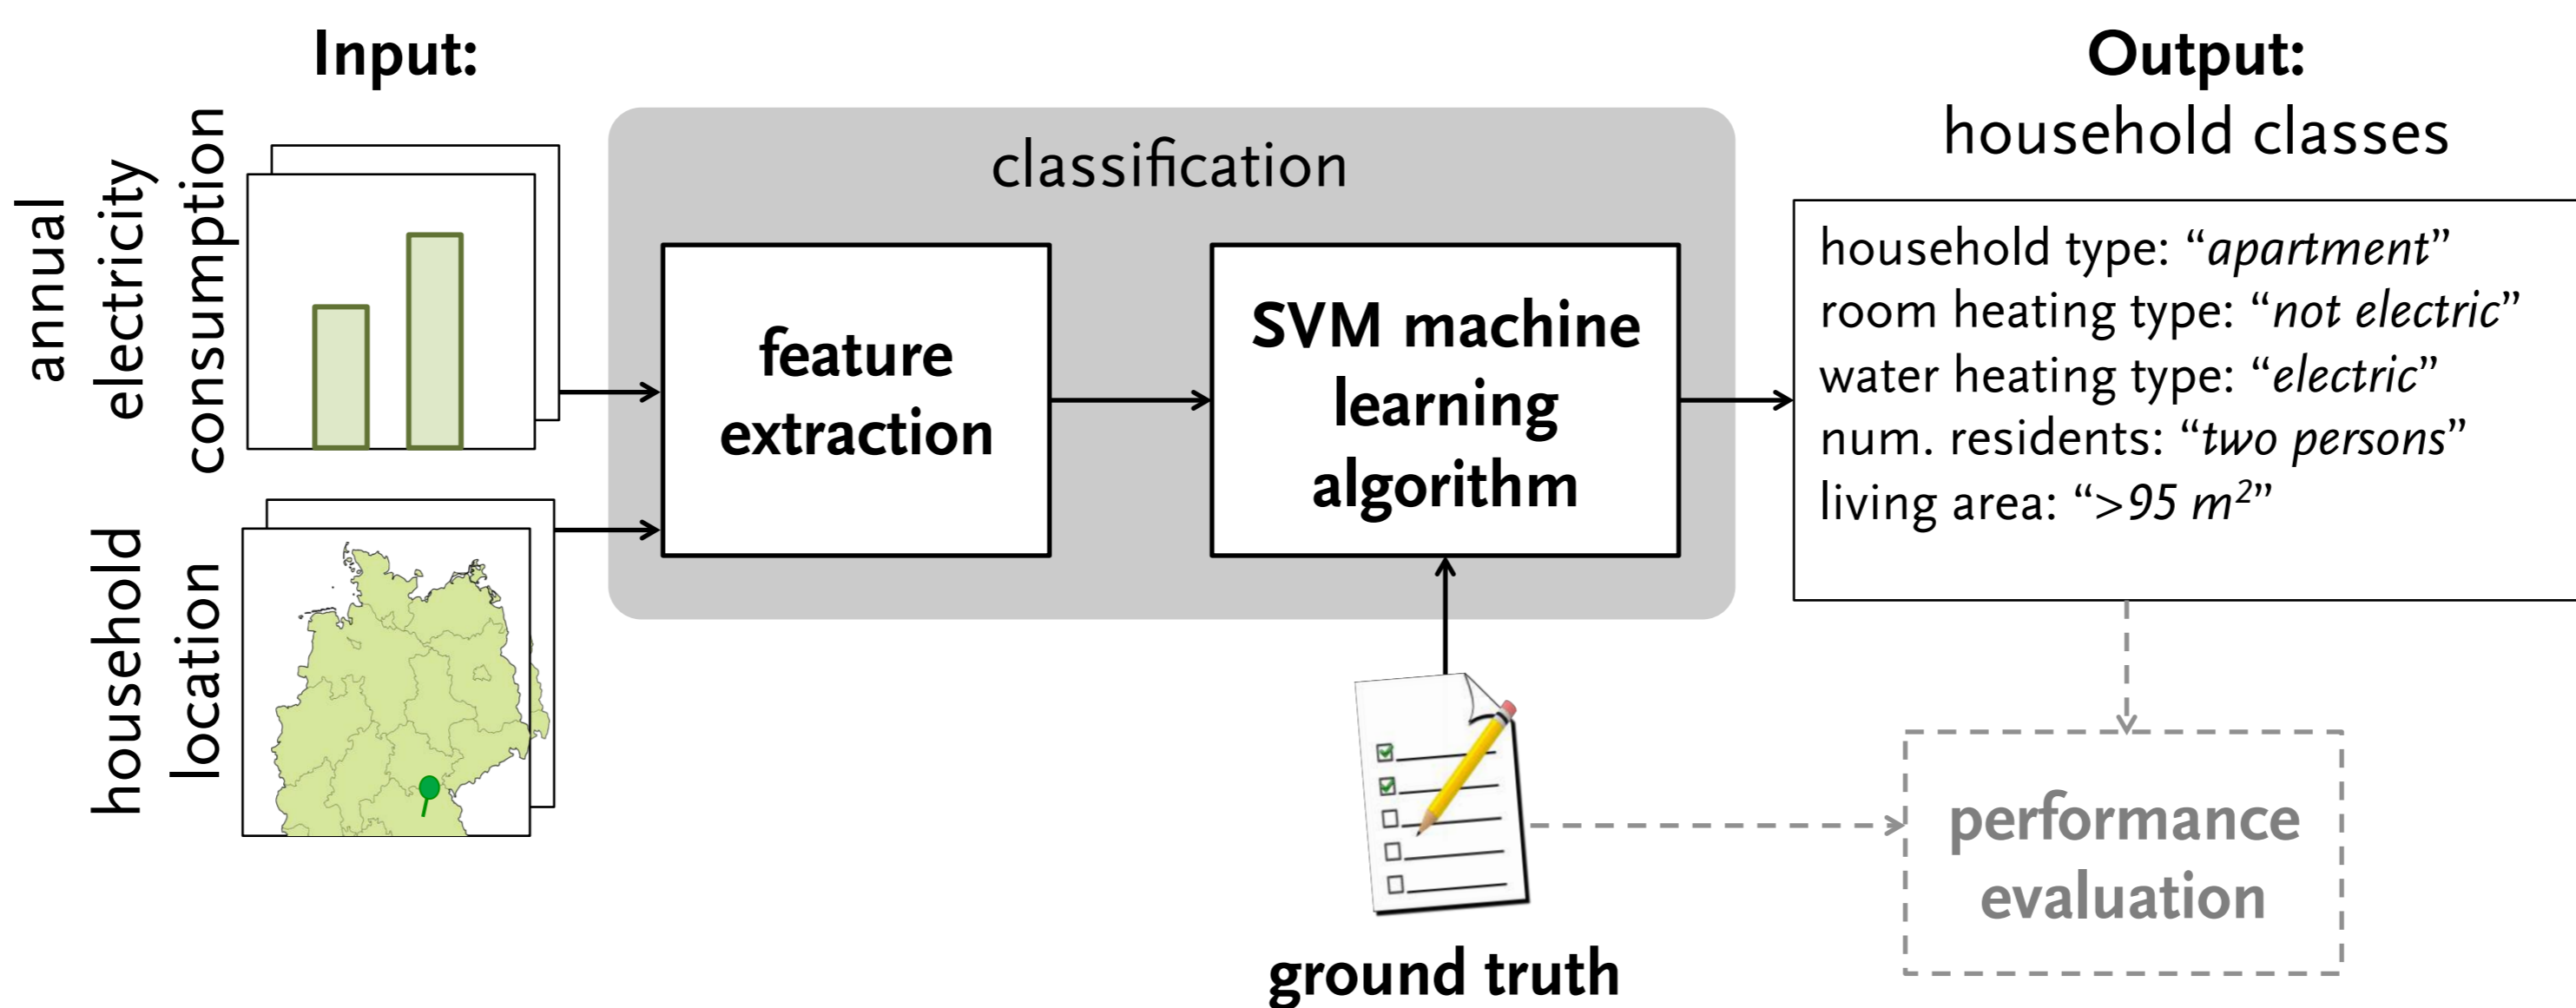 Input:
annual
electricity
consumption
household
location
classification
feature
extraction
SVM machine
learning
algorithm
ground truth
Output:
household classes
household type: “apartment”
room heating type: “not electric”
water heating type: “electric”
num. residents: “two persons”
living area: “>95 m²”
performance
evaluation